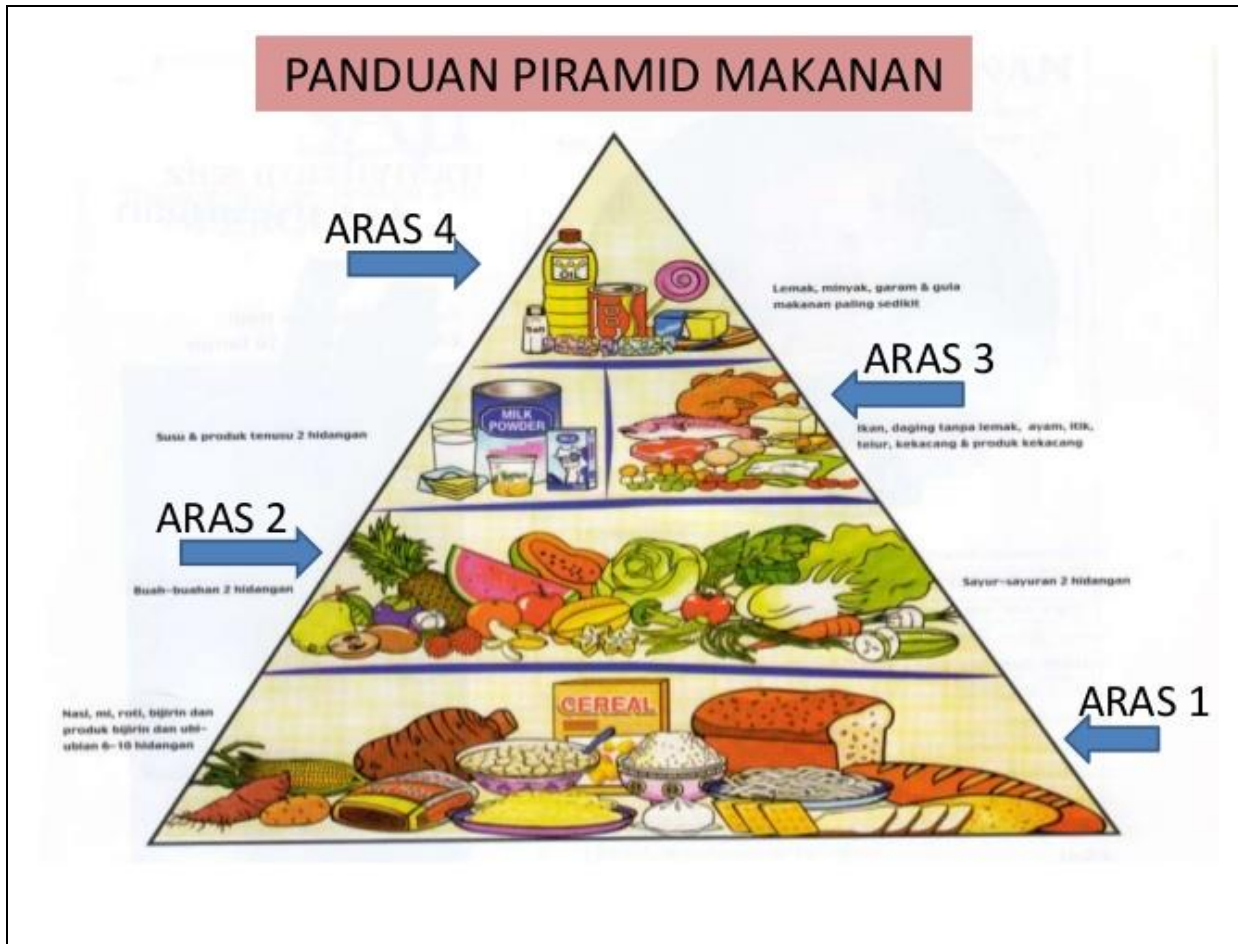 PANDUAN PIRAMID MAKANAN
ARAS 4
OIL
Salt
Lemak, minyak, garam & gula
makanan paling sedikit
ARAS 3
MILK
POWDER
Susu & produk tenusu 2 hidangan
Ikan, daging tanpa lemak, ayam, itik,
telur, kekacang & produk kekacang
ARAS 2
Buah-buahan 2 hidangan
Sayur-sayuran 2 hidangan
CEREAL
ARAS 1
Nasi, mi, roti, bijirin dan
produk bijirin dan ubi-
ubian 6-10 hidangan